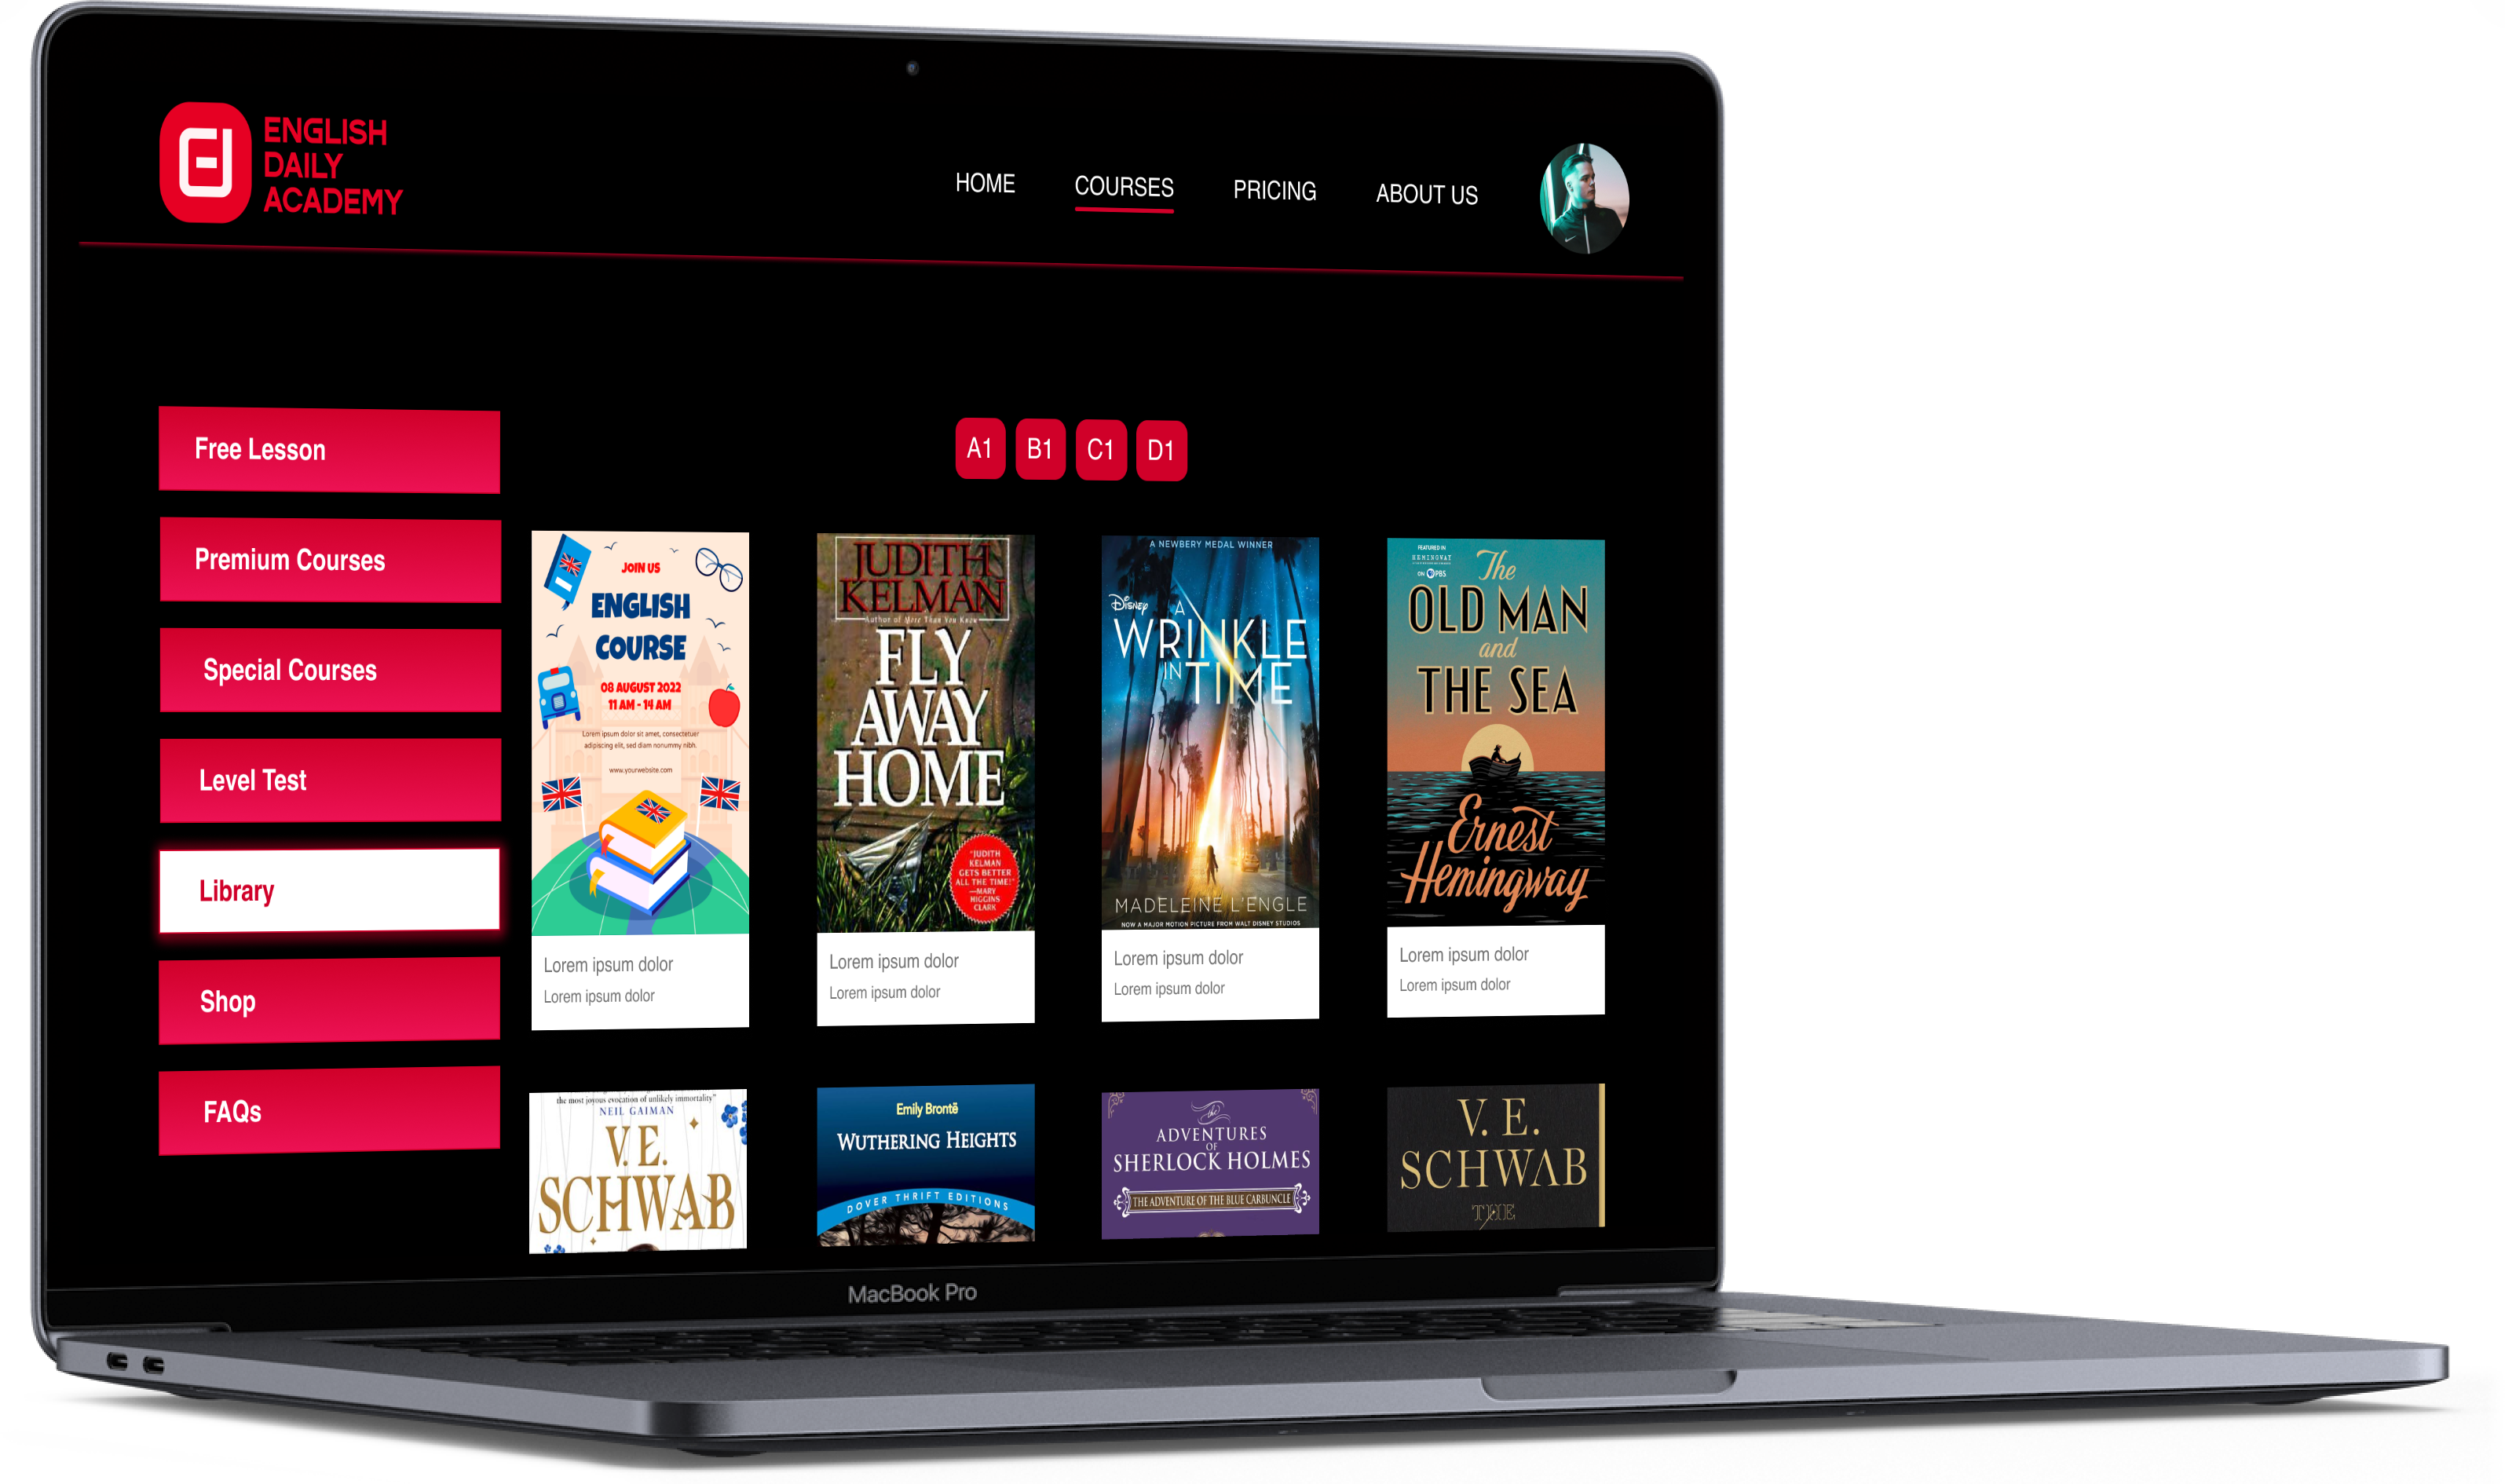 ENGLISH
DAILY
ACADEMY
HOME
COURSES
PRICING
ABOUT US
Free Lesson
Premium Courses
Special Courses
Level Test
Library
Shop
FAQs
A1
B1
C1
D1
JOIN US
ENGLISH
COURSE
08 AUGUST 2022
11 AM - 14 AM
Lorem ipsum dolor sit amet, consectetuer
adipiscing elit, sed diam nonummy nibh.
www.yourwebsite.com
Lorem ipsum dolor
Lorem ipsum dolor
JUDITH
KELMAN
Author of More Than You Know
FLY
AWAY
HOME
"JUDITH
KELMAN
GETS BETTER
ALL THE TIME!"
—MARY
HIGGINS
CLARK
Lorem ipsum dolor
Lorem ipsum dolor
A NEWBERY MEDAL WINNER
Disney
A
WRINKLE
IN TIME
MADELEINE L'ENGLE
NOW A MAJOR MOTION PICTURE FROM WALT DISNEY STUDIOS
Lorem ipsum dolor
Lorem ipsum dolor
FEATURED IN
HEMINGWAY
ON PBS
The
OLD MAN
and
THE SEA
Ernest
Hemingway
Lorem ipsum dolor
Lorem ipsum dolor
the most joyous evocation of unlikely immortality"
NEIL GAIMAN
V. E.
SCHWAB
Emily Brontë
WUTHERING HEIGHTS
DOVER THRIFT EDITIONS
the
ADVENTURES
OF
SHERLOCK HOLMES
THE ADVENTURE OF THE BLUE CARBUNCLE
V. E.
SCHWAB
THE
MacBook Pro